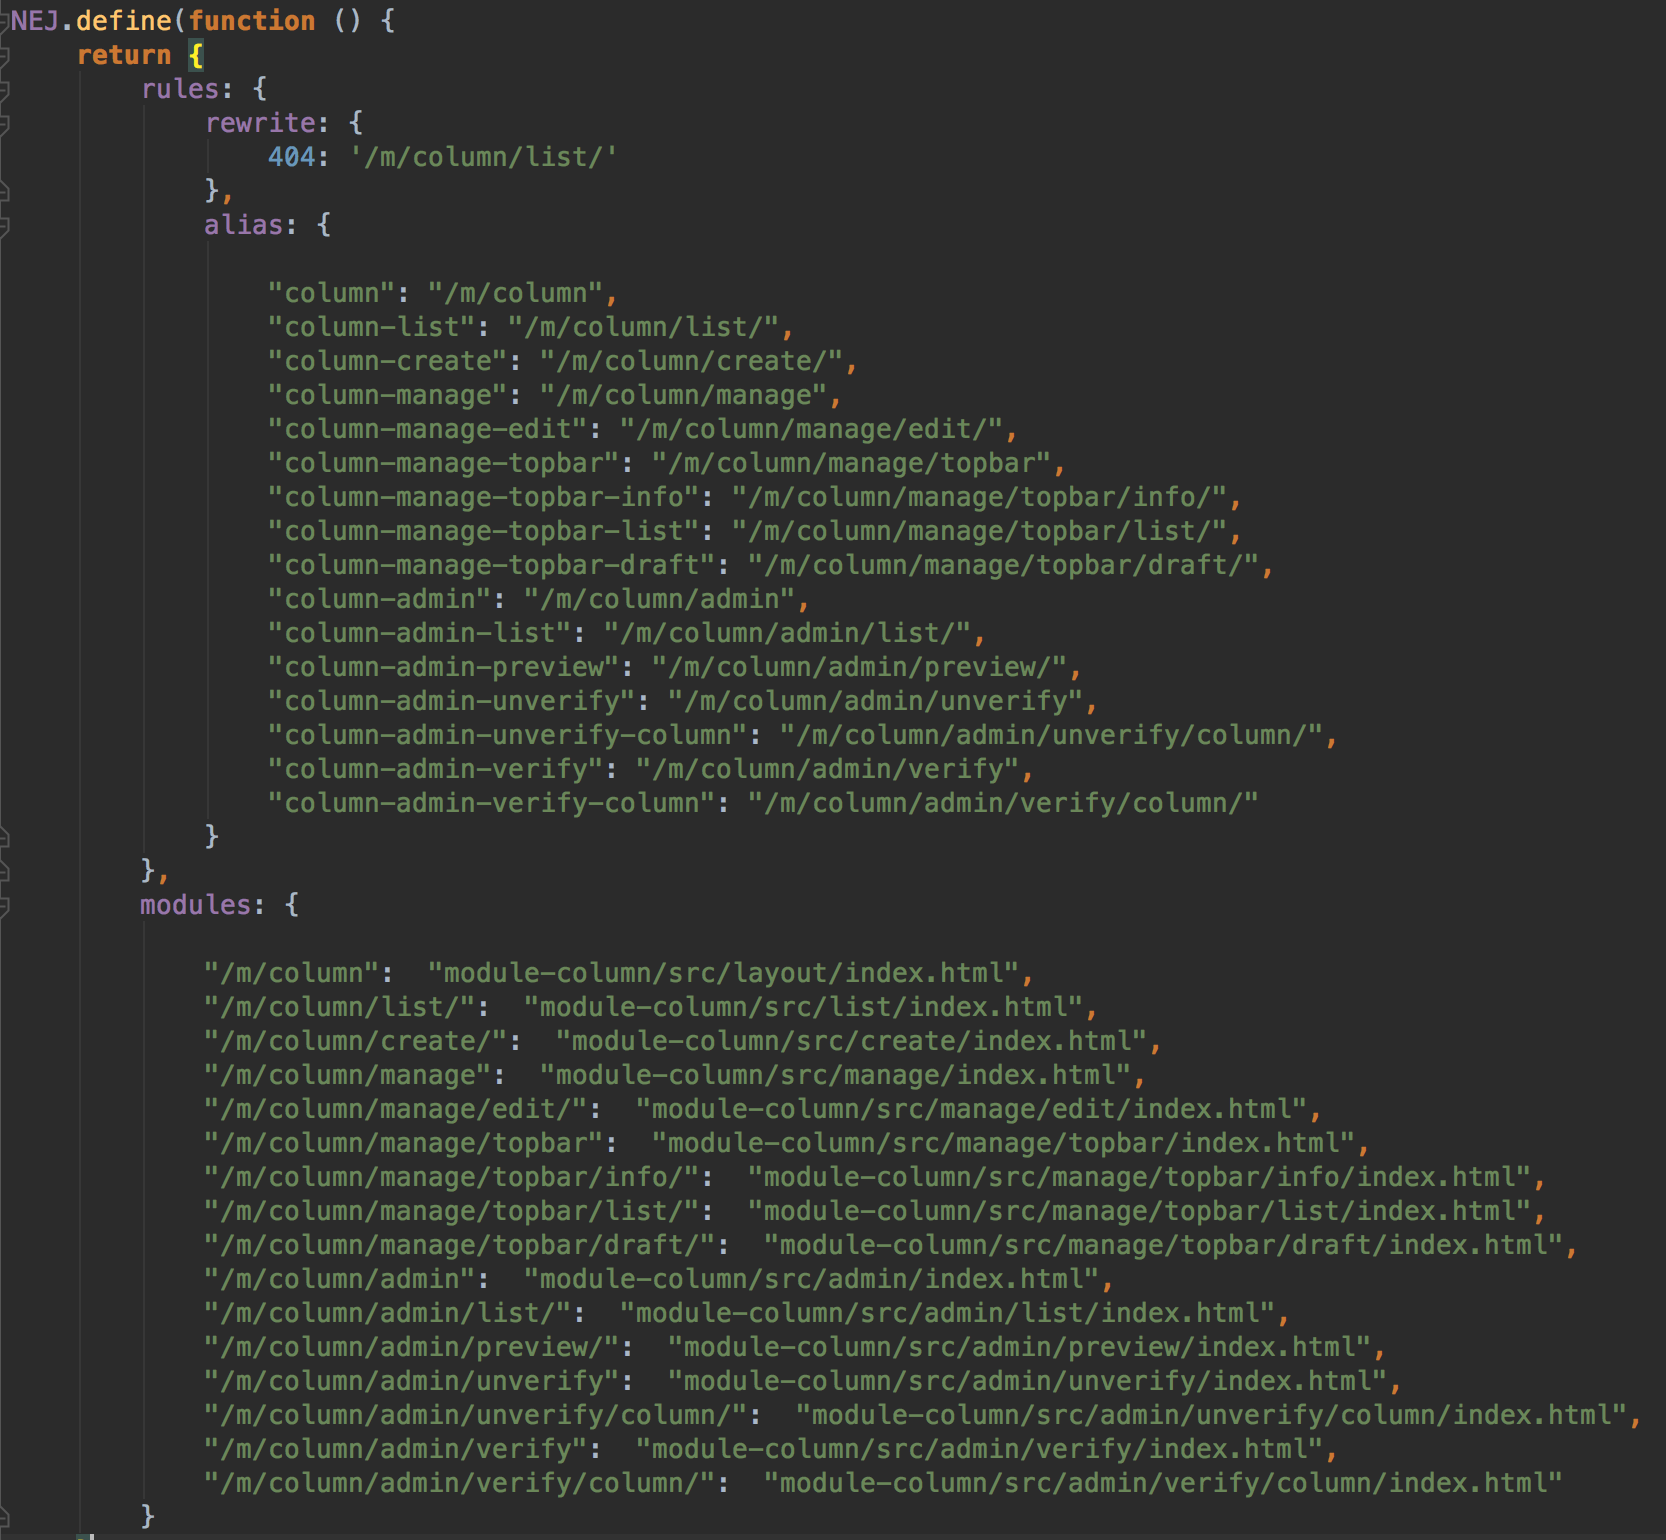 NEJ.define(function () {
    return {
        rules: {
            rewrite: {
                404: '/m/column/list/'
            },
            alias: {

                "column": "/m/column",
                "column-list": "/m/column/list/",
                "column-create": "/m/column/create/",
                "column-manage": "/m/column/manage",
                "column-manage-edit": "/m/column/manage/edit/",
                "column-manage-topbar": "/m/column/manage/topbar",
                "column-manage-topbar-info": "/m/column/manage/topbar/info/",
                "column-manage-topbar-list": "/m/column/manage/topbar/list/",
                "column-manage-topbar-draft": "/m/column/manage/topbar/draft/",
                "column-admin": "/m/column/admin",
                "column-admin-list": "/m/column/admin/list/",
                "column-admin-preview": "/m/column/admin/preview/",
                "column-admin-unverify": "/m/column/admin/unverify",
                "column-admin-unverify-column": "/m/column/admin/unverify/column/",
                "column-admin-verify": "/m/column/admin/verify",
                "column-admin-verify-column": "/m/column/admin/verify/column/"
            }
        },
        modules: {

            "/m/column":  "module-column/src/layout/index.html",
            "/m/column/list/":  "module-column/src/list/index.html",
            "/m/column/create/":  "module-column/src/create/index.html",
            "/m/column/manage":  "module-column/src/manage/index.html",
            "/m/column/manage/edit/":  "module-column/src/manage/edit/index.html",
            "/m/column/manage/topbar":  "module-column/src/manage/topbar/index.html",
            "/m/column/manage/topbar/info/":  "module-column/src/manage/topbar/info/index.html",
            "/m/column/manage/topbar/list/":  "module-column/src/manage/topbar/list/index.html",
            "/m/column/manage/topbar/draft/":  "module-column/src/manage/topbar/draft/index.html",
            "/m/column/admin":  "module-column/src/admin/index.html",
            "/m/column/admin/list/":  "module-column/src/admin/list/index.html",
            "/m/column/admin/preview/":  "module-column/src/admin/preview/index.html",
            "/m/column/admin/unverify":  "module-column/src/admin/unverify/index.html",
            "/m/column/admin/unverify/column/":  "module-column/src/admin/unverify/column/index.html",
            "/m/column/admin/verify":  "module-column/src/admin/verify/index.html",
            "/m/column/admin/verify/column/":  "module-column/src/admin/verify/column/index.html"
        }